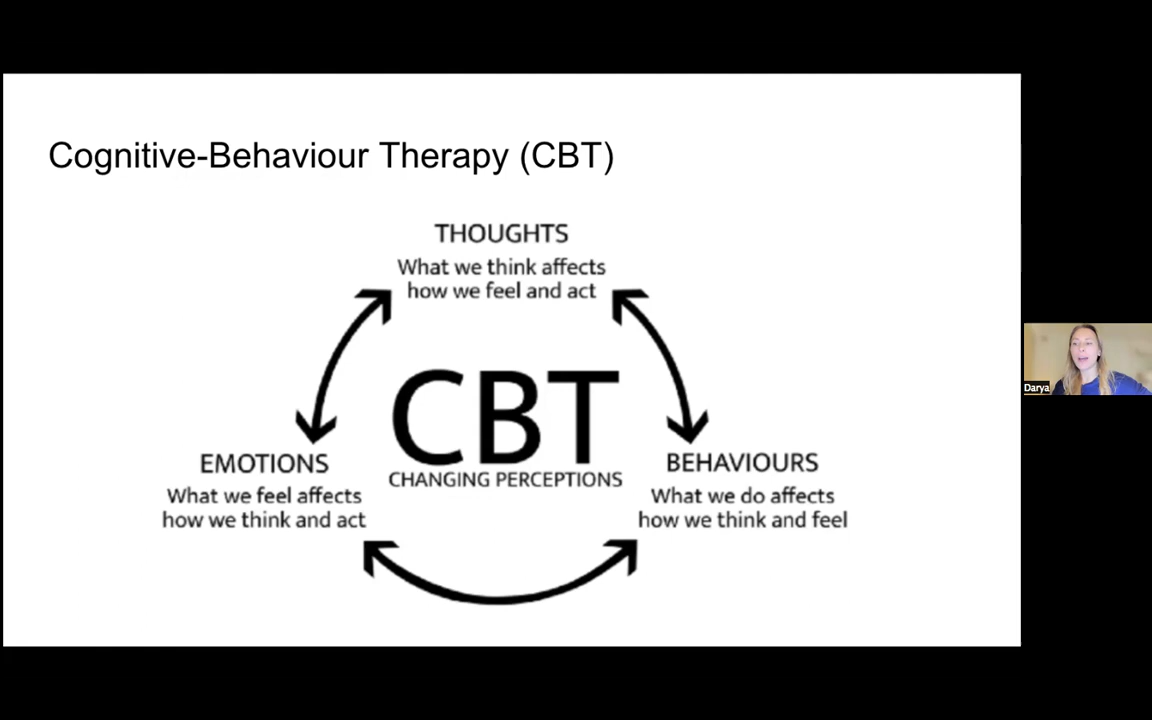 Cognitive-Behaviour Therapy (CBT)
THOUGHTS
What we think affects
how we feel and act
CBT
CHANGING PERCEPTIONS
EMOTIONS
What we feel affects
how we think and act
BEHAVIOURS
What we do affects
how we think and feel
Darya